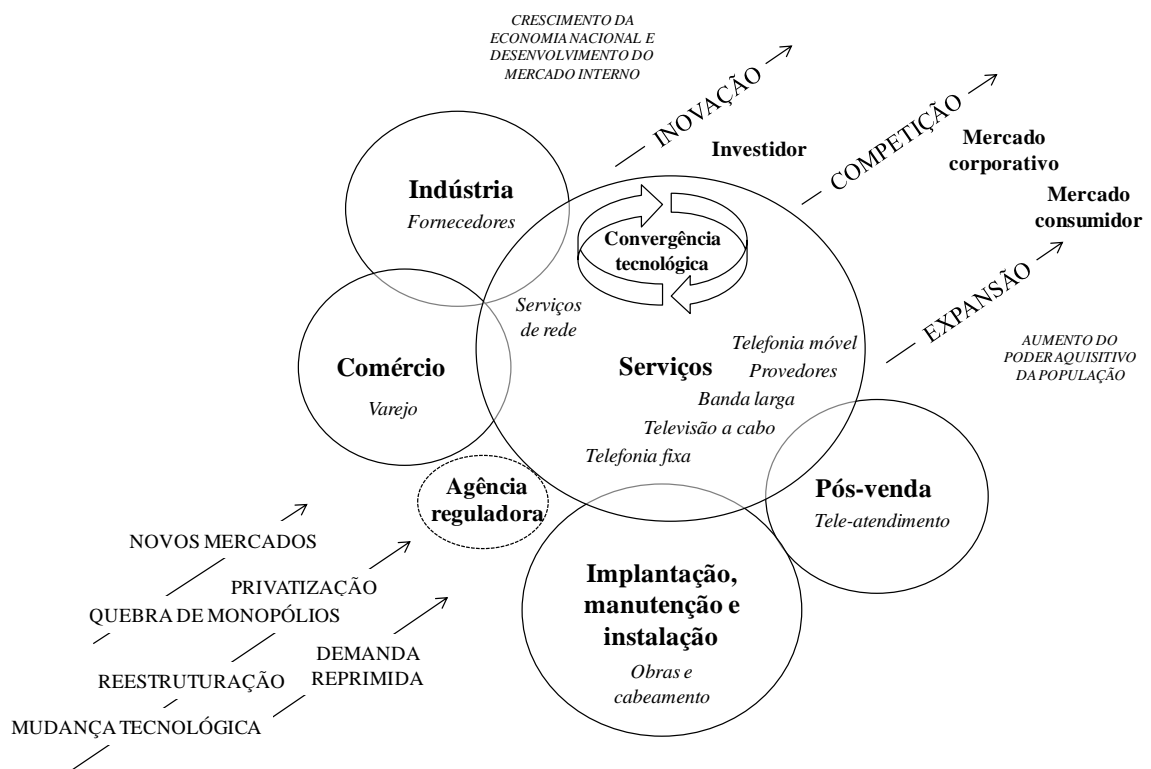 CRESCIMENTO DA
ECONOMIA NACIONAL E
DESENVOLVIMENTO DO
MERCADO INTERNO
INOVAÇÃO
Investidor
COMPETIÇÃO
Mercado
corporativo
Mercado
consumidor
EXPANSÃO
AUMENTO DO
PODER AQUISITIVO
DA POPULAÇÃO
Indústria
Fornecedores
Convergência
tecnológica
Serviços
de rede
Comércio
Varejo
Serviços
Telefonia móvel
Provedores
Banda larga
Televisão a cabo
Telefonia fixa
Agência
reguladora
Pós-venda
Tele-atendimento
Implantação,
manutenção e
instalação
Obras e
cabeamento
NOVOS MERCADOS
PRIVATIZAÇÃO
QUEBRA DE MONOPÓLIOS
DEMANDA
REPRIMIDA
REESTRUTURAÇÃO
MUDANÇA TECNOLÓGICA